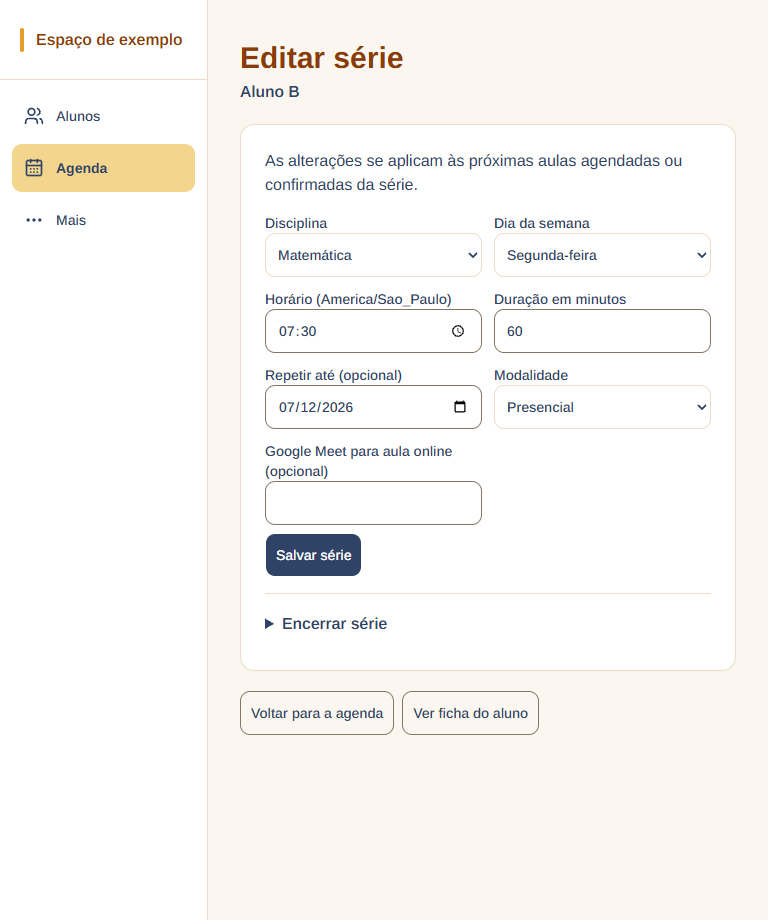 Espaço de exemplo
Alunos
Agenda
Mais
Editar série
Aluno B
As alterações se aplicam às próximas aulas agendadas ou
confirmadas da série.
Disciplina
Matemática
Dia da semana
Segunda-feira
Horário (America/Sao_Paulo)
07:30
Duração em minutos
60
Repetir até (opcional)
07/12/2026
Modalidade
Presencial
Google Meet para aula online
(opcional)
Salvar série
Encerrar série
Voltar para a agenda
Ver ficha do aluno